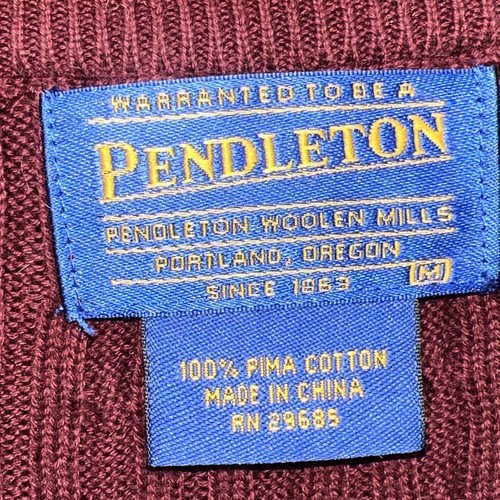 WARRANTED TO BE A
PENDLETON
PENDLETON WOOLEN MILLS
PORTLAND, OREGON
SINCE 1863
M
100% PIMA COTTON
MADE IN CHINA
RN 29685